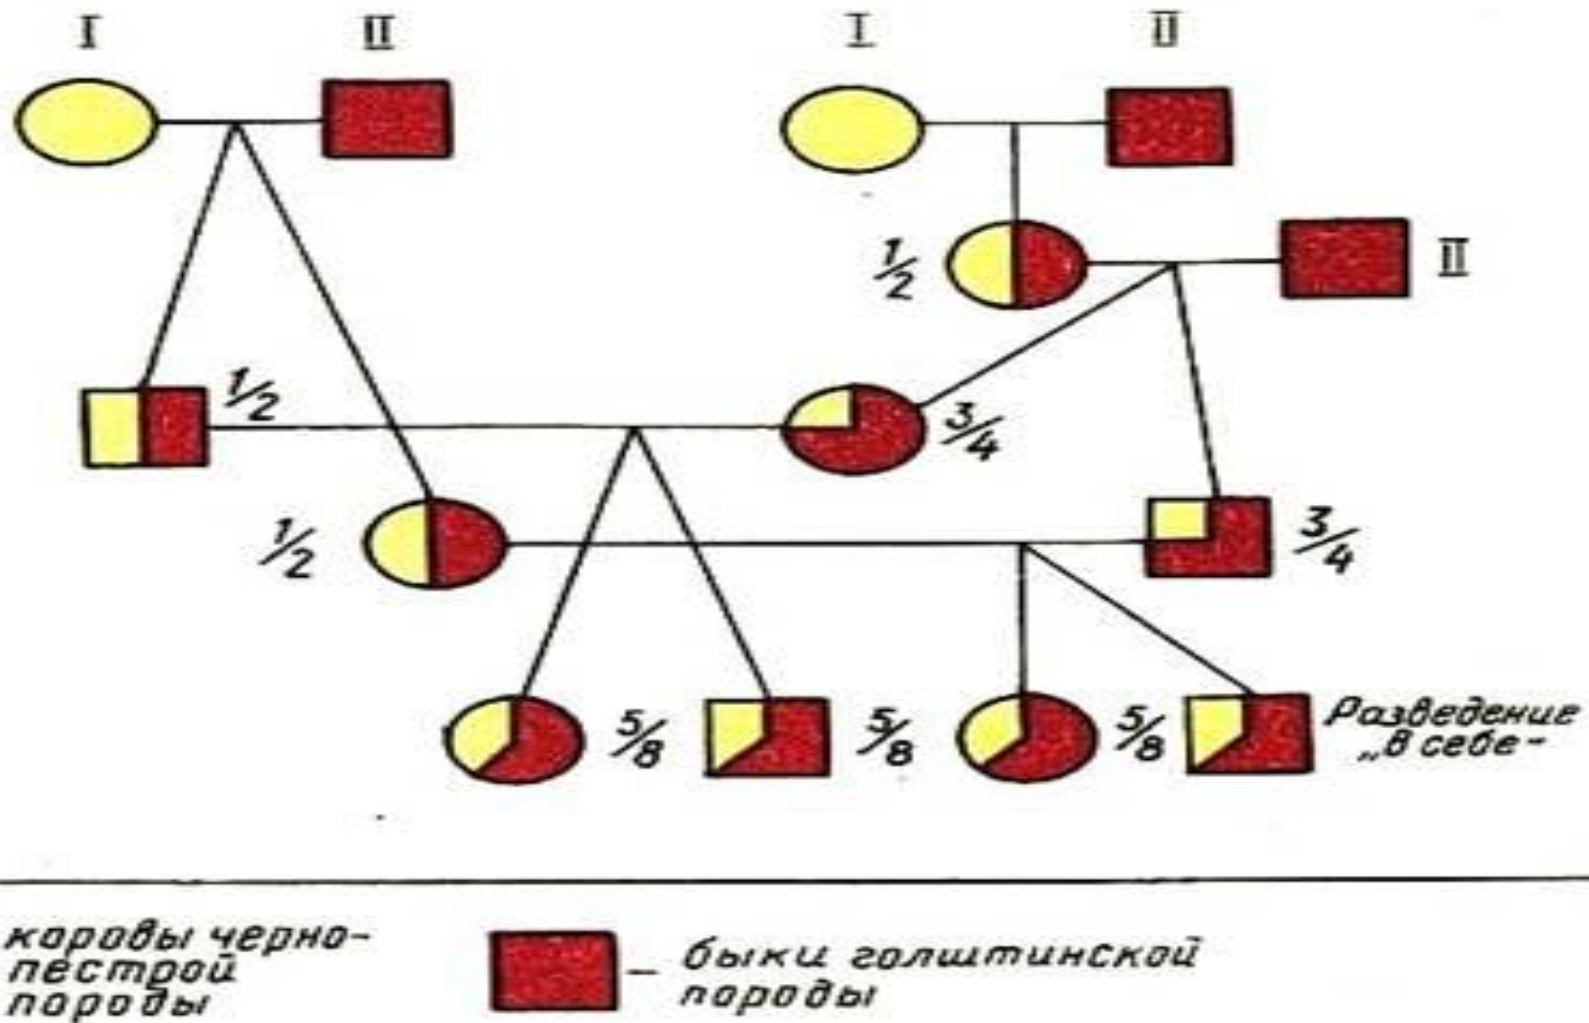 I II I II
1/2 II
1/2 3/4
1/2 3/4
5/8 5/8 5/8 Разведение
„в себе-
коровы черно-
пестрой
породы
- быки голштинской
породы